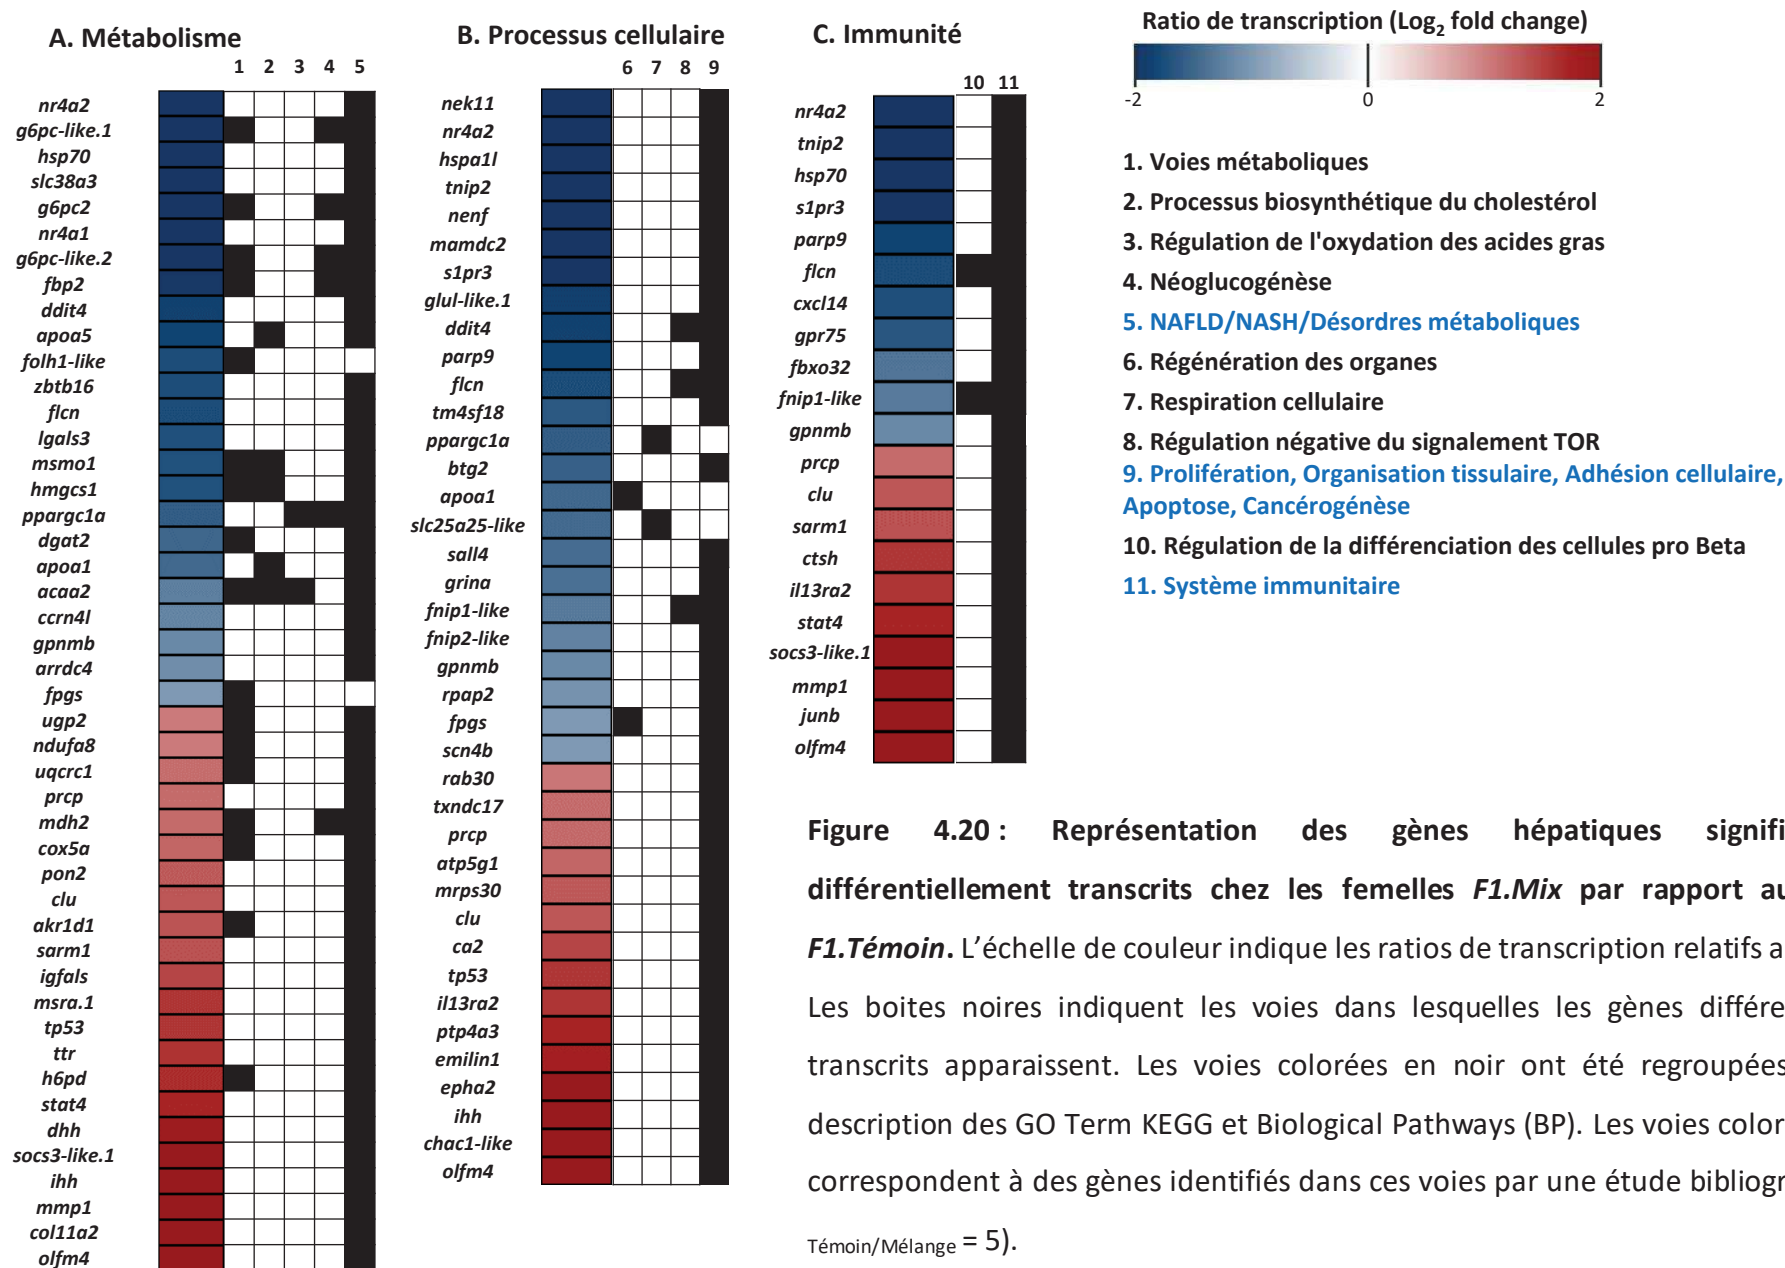 A. Métabolisme
1 2 3 4 5
nr4a2
g6pc-like.1
hsp70
slc38a3
g6pc2
nr4a1
g6pc-like.2
fbp2
ddit4
apoa5
folh1-like
zbtb16
flcn
lgals3
msmo1
hmgcs1
ppargc1a
dgat2
apoa1
acaa2
ccrn4l
gpnmb
arrdc4
fpgs
ugp2
ndufa8
uqcrc1
prcp
mdh2
cox5a
pon2
clu
akr1d1
sarm1
igfals
msra.1
tp53
ttr
h6pd
stat4
dhh
socs3-like.1
ihh
mmp1
col11a2
olfm4
B. Processus cellulaire
6 7 8 9
nek11
nr4a2
hspa1l
tnip2
nenf
mamdc2
s1pr3
glul-like.1
ddit4
parp9
flcn
tm4sf18
ppargc1a
btg2
apoa1
slc25a25-like
sall4
grina
fnip1-like
fnip2-like
gpnmb
rpap2
fpgs
scn4b
rab30
txndc17
prcp
atp5g1
mrps30
clu
ca2
tp53
il13ra2
ptp4a3
emilin1
epha2
ihh
chac1-like
olfm4
C. Immunité
10 11
nr4a2
tnip2
hsp70
s1pr3
parp9
flcn
cxcl14
gpr75
fbxo32
fnip1-like
gpnmb
prcp
clu
sarm1
ctsh
il13ra2
stat4
socs3-like.1
mmp1
junb
olfm4
Ratio de transcription (Log2 fold change)
-2 0 2
1. Voies métaboliques
2. Processus biosynthétique du cholestérol
3. Régulation de l'oxydation des acides gras
4. Néoglucogénèse
5. NAFLD/NASH/Désordres métaboliques
6. Régénération des organes
7. Respiration cellulaire
8. Régulation négative du signalement TOR
9. Prolifération, Organisation tissulaire, Adhésion cellulaire,
Apoptose, Cancérogénèse
10. Régulation de la différenciation des cellules pro Beta
11. Système immunitaire
Figure 4.20 : Représentation des gènes hépatiques signifi
différentiellement transcrits chez les femelles F1.Mix par rapport au
F1.Témoin. L’échelle de couleur indique les ratios de transcription relatifs a
Les boites noires indiquent les voies dans lesquelles les gènes différe
transcrits apparaissent. Les voies colorées en noir ont été regroupées
description des GO Term KEGG et Biological Pathways (BP). Les voies color
correspondent à des gènes identifiés dans ces voies par une étude bibliogr
Témoin/Mélange = 5).